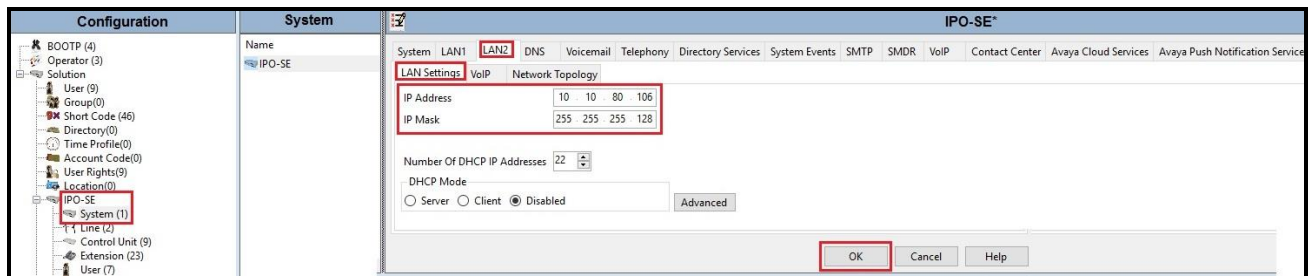 Configuration
BOOTP (4)
Operator (3)
Solution
User (9)
Group(0)
Short Code (46)
Directory(0)
Time Profile(0)
Account Code(0)
User Rights(9)
Location(0)
IPO-SE
System (1)
Line (2)
Control Unit (9)
Extension (23)
User (7)
System
Name
IPO-SE
IPO-SE*
System LAN1 LAN2 DNS Voicemail Telephony Directory Services System Events SMTP SMDR VoIP Contact Center Avaya Cloud Services Avaya Push Notification Service
LAN Settings VoIP Network Topology
IP Address 10 . 10 . 80 . 106
IP Mask 255 . 255 . 255 . 128
Number Of DHCP IP Addresses 22
DHCP Mode
Server Client Disabled Advanced
OK Cancel Help